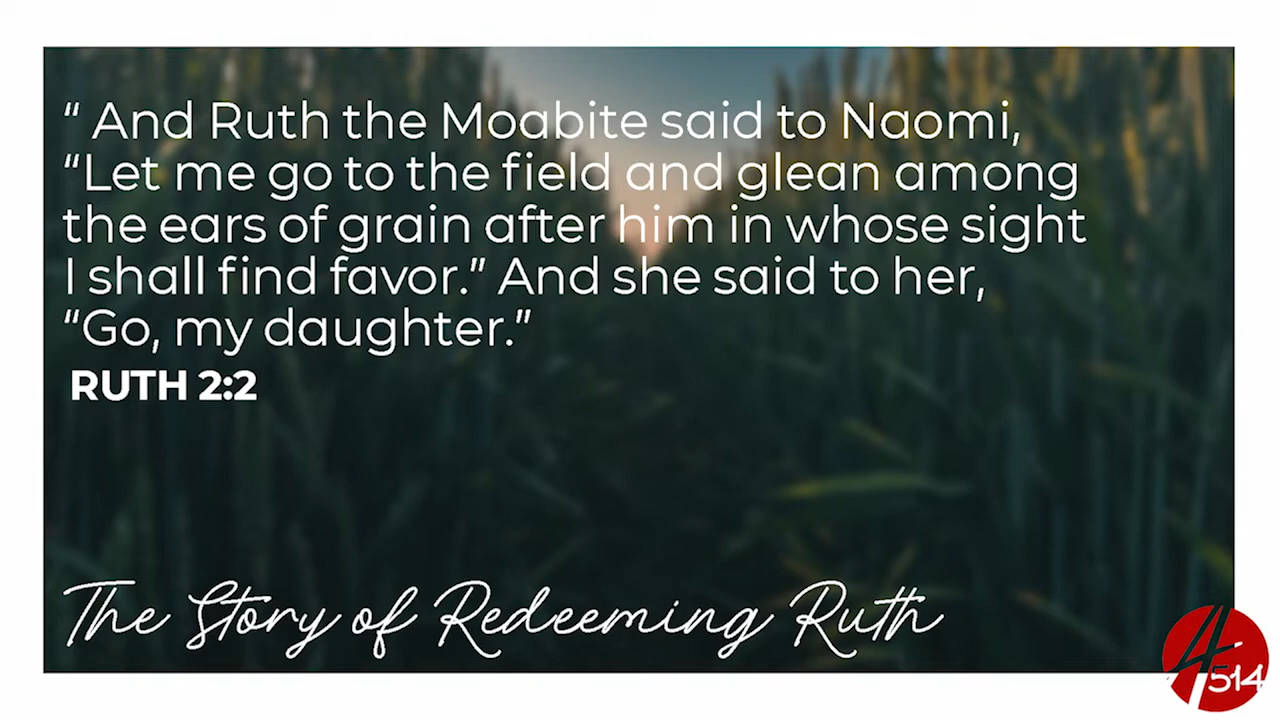 “ And Ruth the Moabite said to Naomi,
“Let me go to the field and glean among
the ears of grain after him in whose sight
I shall find favor.” And she said to her,
“Go, my daughter.”
RUTH 2:2
The Story of Redeeming Ruth
4
514